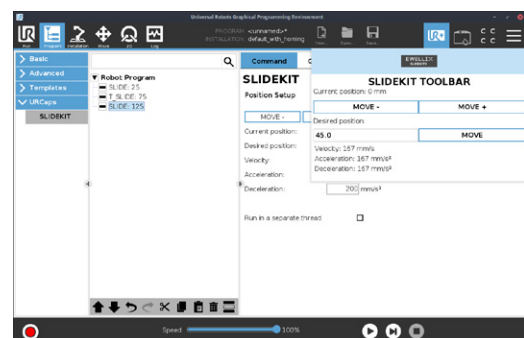 Universal Robots Graphical Programming Environment
UR
Run
Program
Installation
Move
I/O
Log
PROGRAM <unnamed>*
INSTALLATION default_with_homing
New...
Open...
Save...
UR+
C C
C C
Basic
Advanced
Templates
URCaps
SLIDEKIT
Robot Program
SLIDE: 25
T_SLIDE: 75
SLIDE: 125
Command
SLIDEKIT
Position Setup
MOVE -
Current position:
Desired position:
Velocity
Acceleration:
Deceleration:
200 mm/s²
Run in a separate thread
EWELLIX
SLIDEKIT TOOLBAR
Current position: 0 mm
MOVE -
MOVE +
Desired position
45.0
MOVE
Velocity: 167 mm/s
Acceleration: 167 mm/s²
Deceleration: 167 mm/s²
Speed
100%